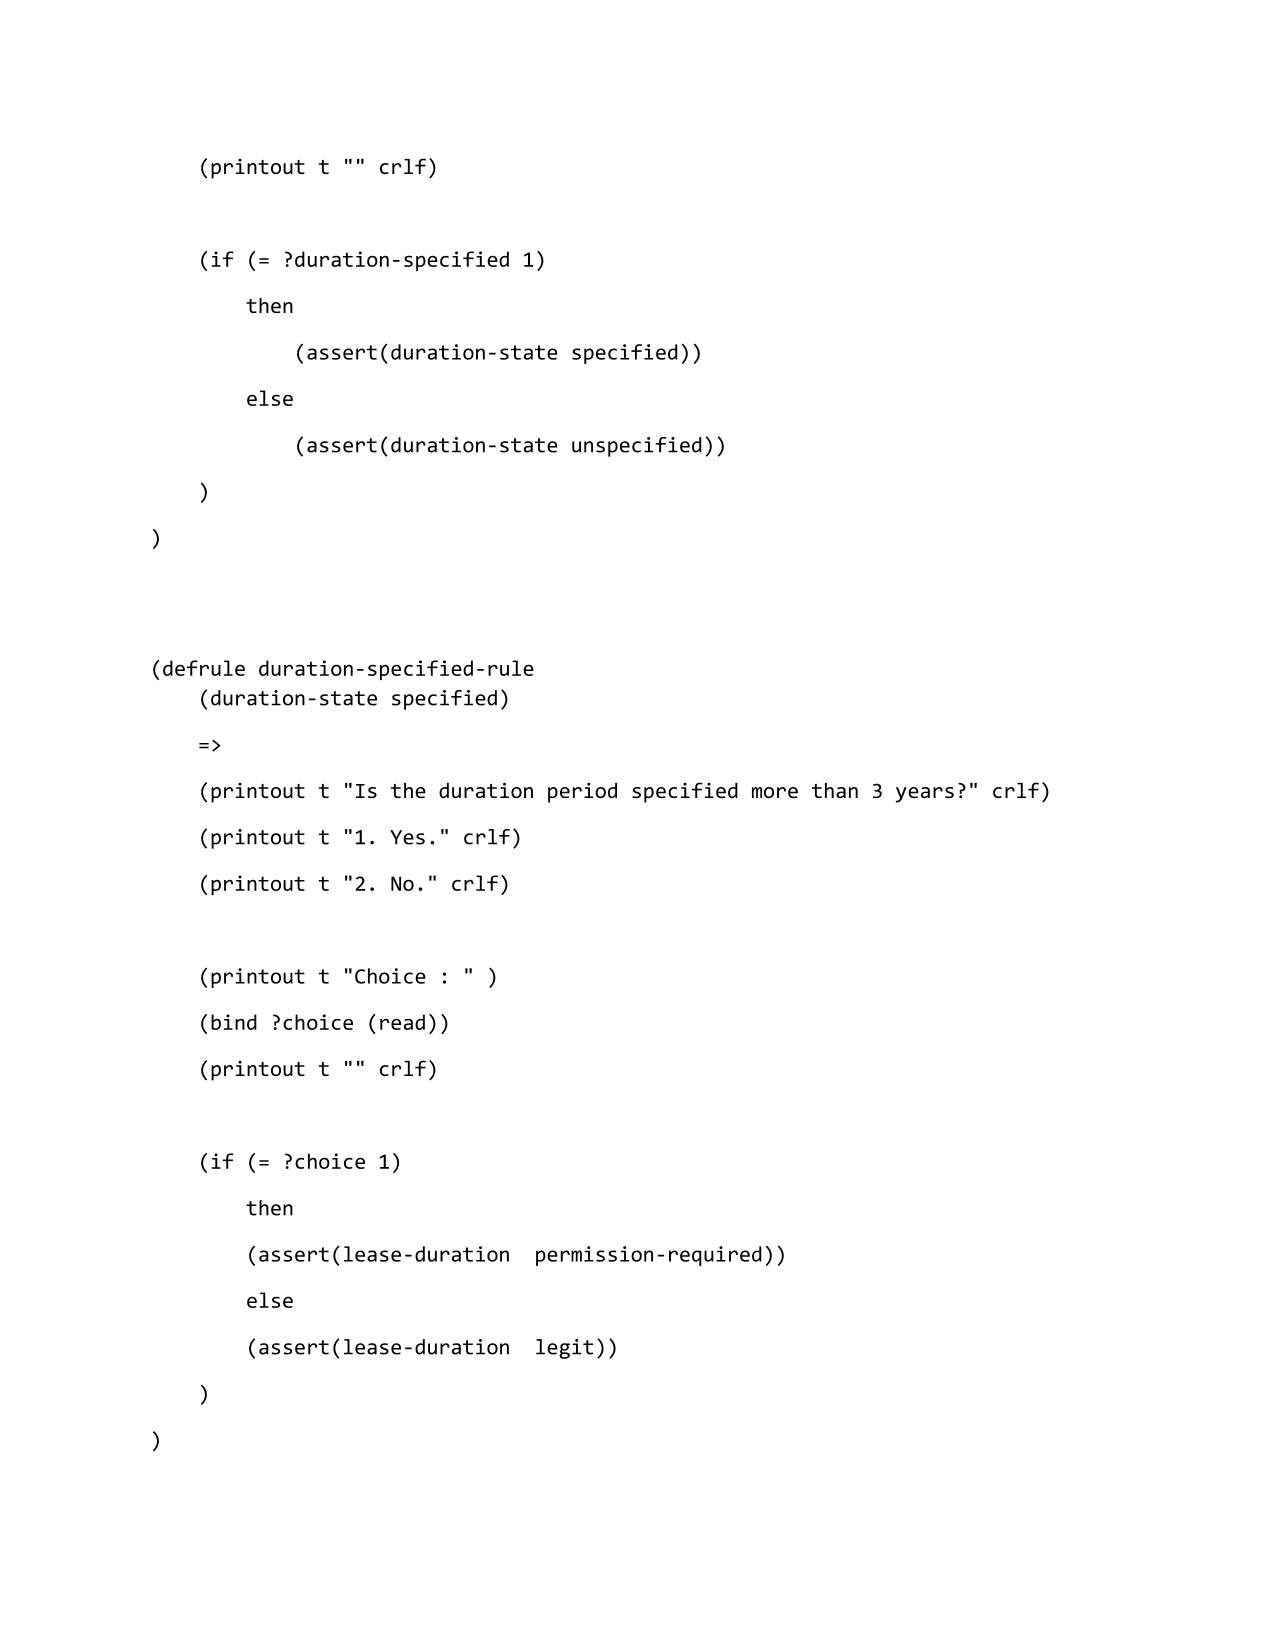 (printout t "" crlf)
(if (= ?duration-specified 1)
then
(assert(duration-state specified))
else
(assert(duration-state unspecified))
)
)
(defrule duration-specified-rule
(duration-state specified)
=>
(printout t "Is the duration period specified more than 3 years?" crlf)
(printout t "1. Yes." crlf)
(printout t "2. No." crlf)
(printout t "Choice : " )
(bind ?choice (read))
(printout t "" crlf)
(if (= ?choice 1)
then
(assert(lease-duration  permission-required))
else
(assert(lease-duration  legit))
)
)